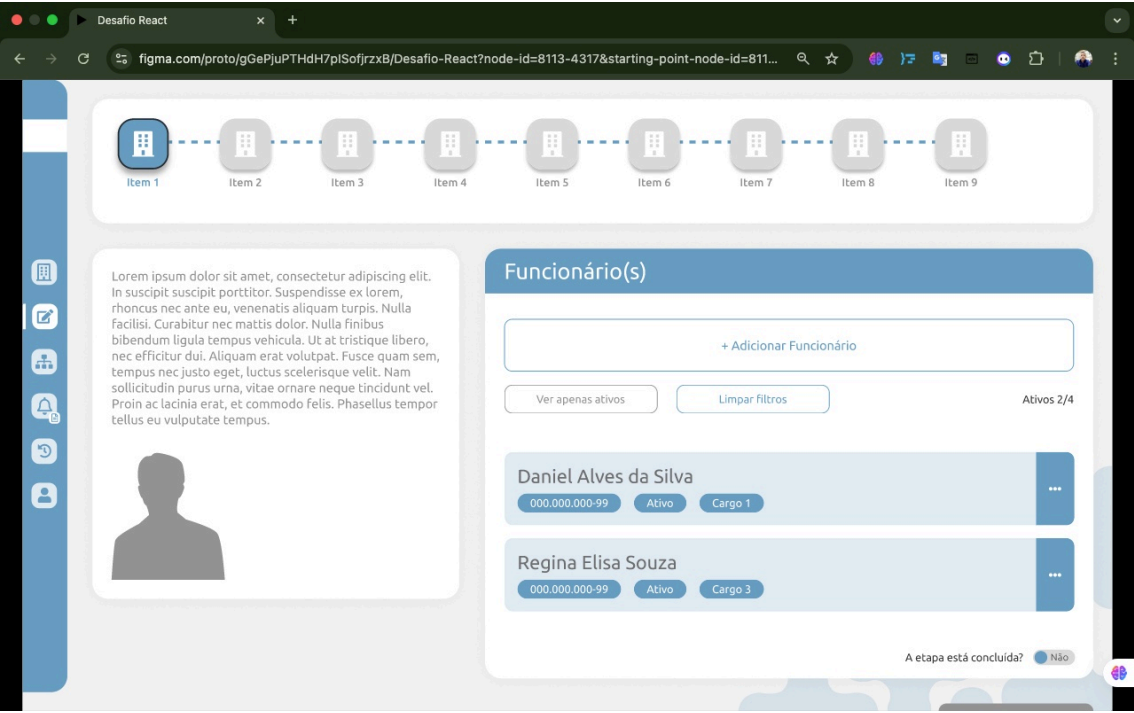 Desafio React
figma.com/proto/gGePjuPTHdH7pISofjrzxB/Desafio-React?node-id=8113-4317&starting-point-node-id=811...
Item 1
Item 2
Item 3
Item 4
Item 5
Item 6
Item 7
Item 8
Item 9
Lorem ipsum dolor sit amet, consectetur adipiscing elit.
In suscipit suscipit porttitor. Suspendisse ex lorem,
rhoncus nec ante eu, venenatis aliquam turpis. Nulla
facilisi. Curabitur nec mattis dolor. Nulla finibus
bibendum ligula tempus vehicula. Ut at tristique libero,
nec efficitur dui. Aliquam erat volutpat. Fusce quam sem,
tempus nec justo eget, luctus scelerisque velit. Nam
sollicitudin purus urna, vitae ornare neque tincidunt vel.
Proin ac lacinia erat, et commodo felis. Phasellus tempor
tellus eu vulputate tempus.
Funcionário(s)
+ Adicionar Funcionário
Ver apenas ativos
Limpar filtros
Ativos 2/4
Daniel Alves da Silva
000.000.000-99
Ativo
Cargo 1
...
Regina Elisa Souza
000.000.000-99
Ativo
Cargo 3
...
A etapa está concluída?
Não